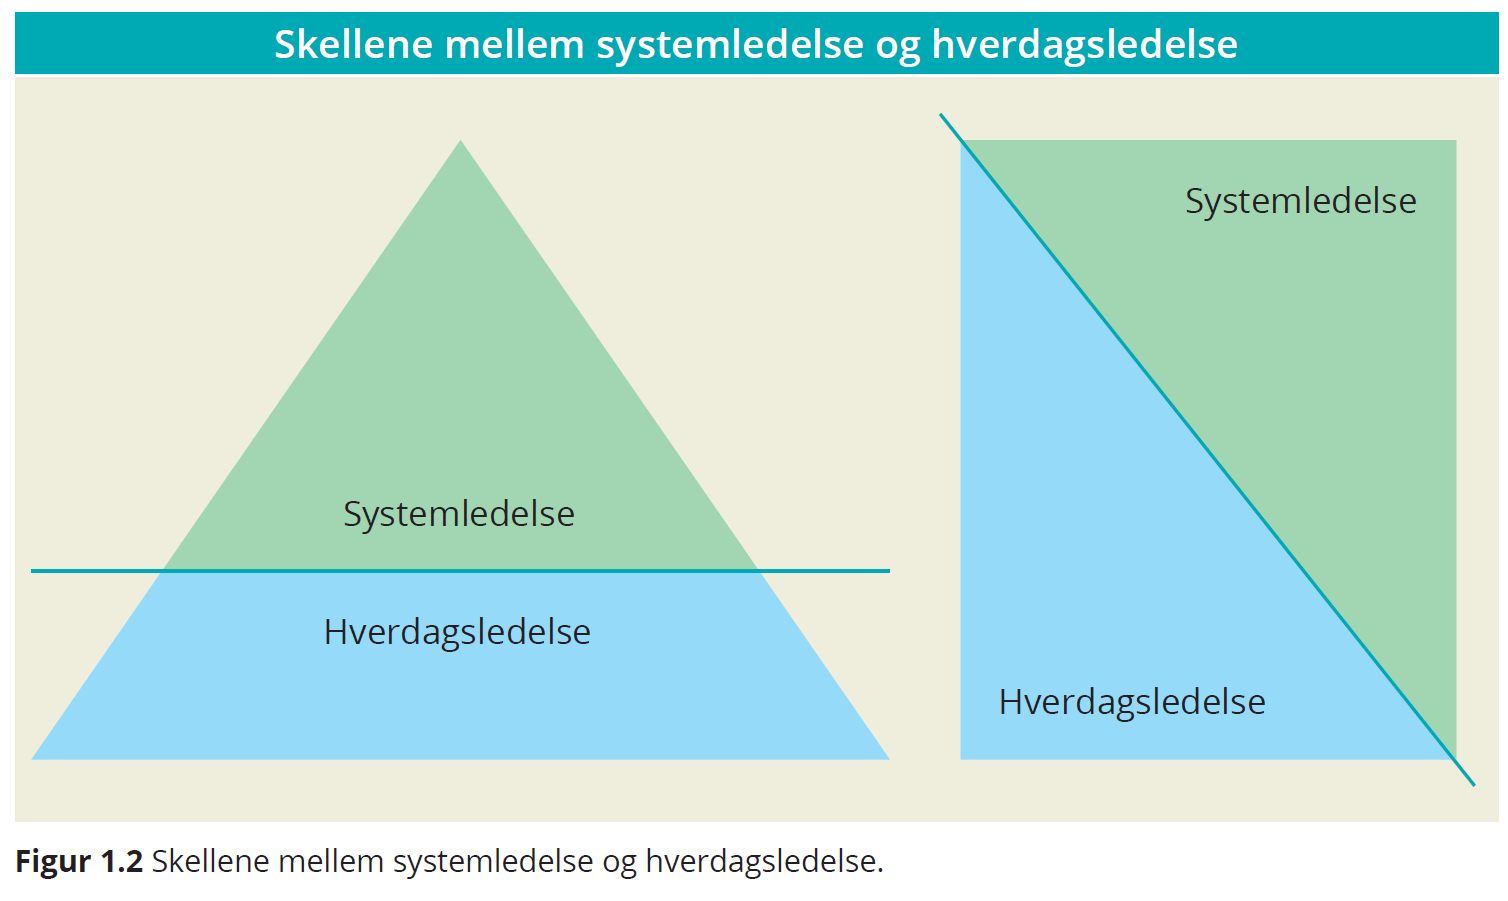 Skellene mellem systemledelse og hverdagsledelse
Systemledelse
Hverdagsledelse
Systemledelse
Hverdagsledelse
Figur 1.2 Skellene mellem systemledelse og hverdagsledelse.